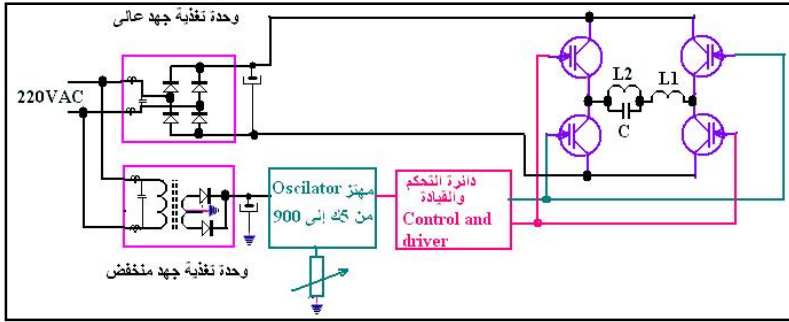 وحدة تغذية جهد عالى
220VAC
L2
L1
C
Oscilator مهتز
من 5ك إلى 900
دائرة التحكم
والقيادة
Control and
driver
وحدة تغذية جهد منخفض